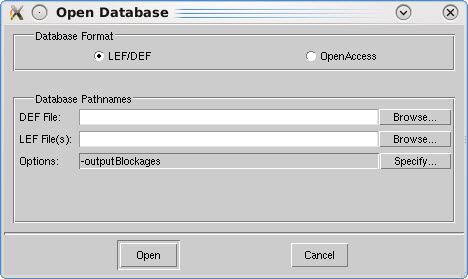 Open Database
Database Format
LEF/DEF OpenAccess
Database Pathnames
DEF File: Browse...
LEF File(s): Browse...
Options: -outputBlockages Specify...
Open Cancel